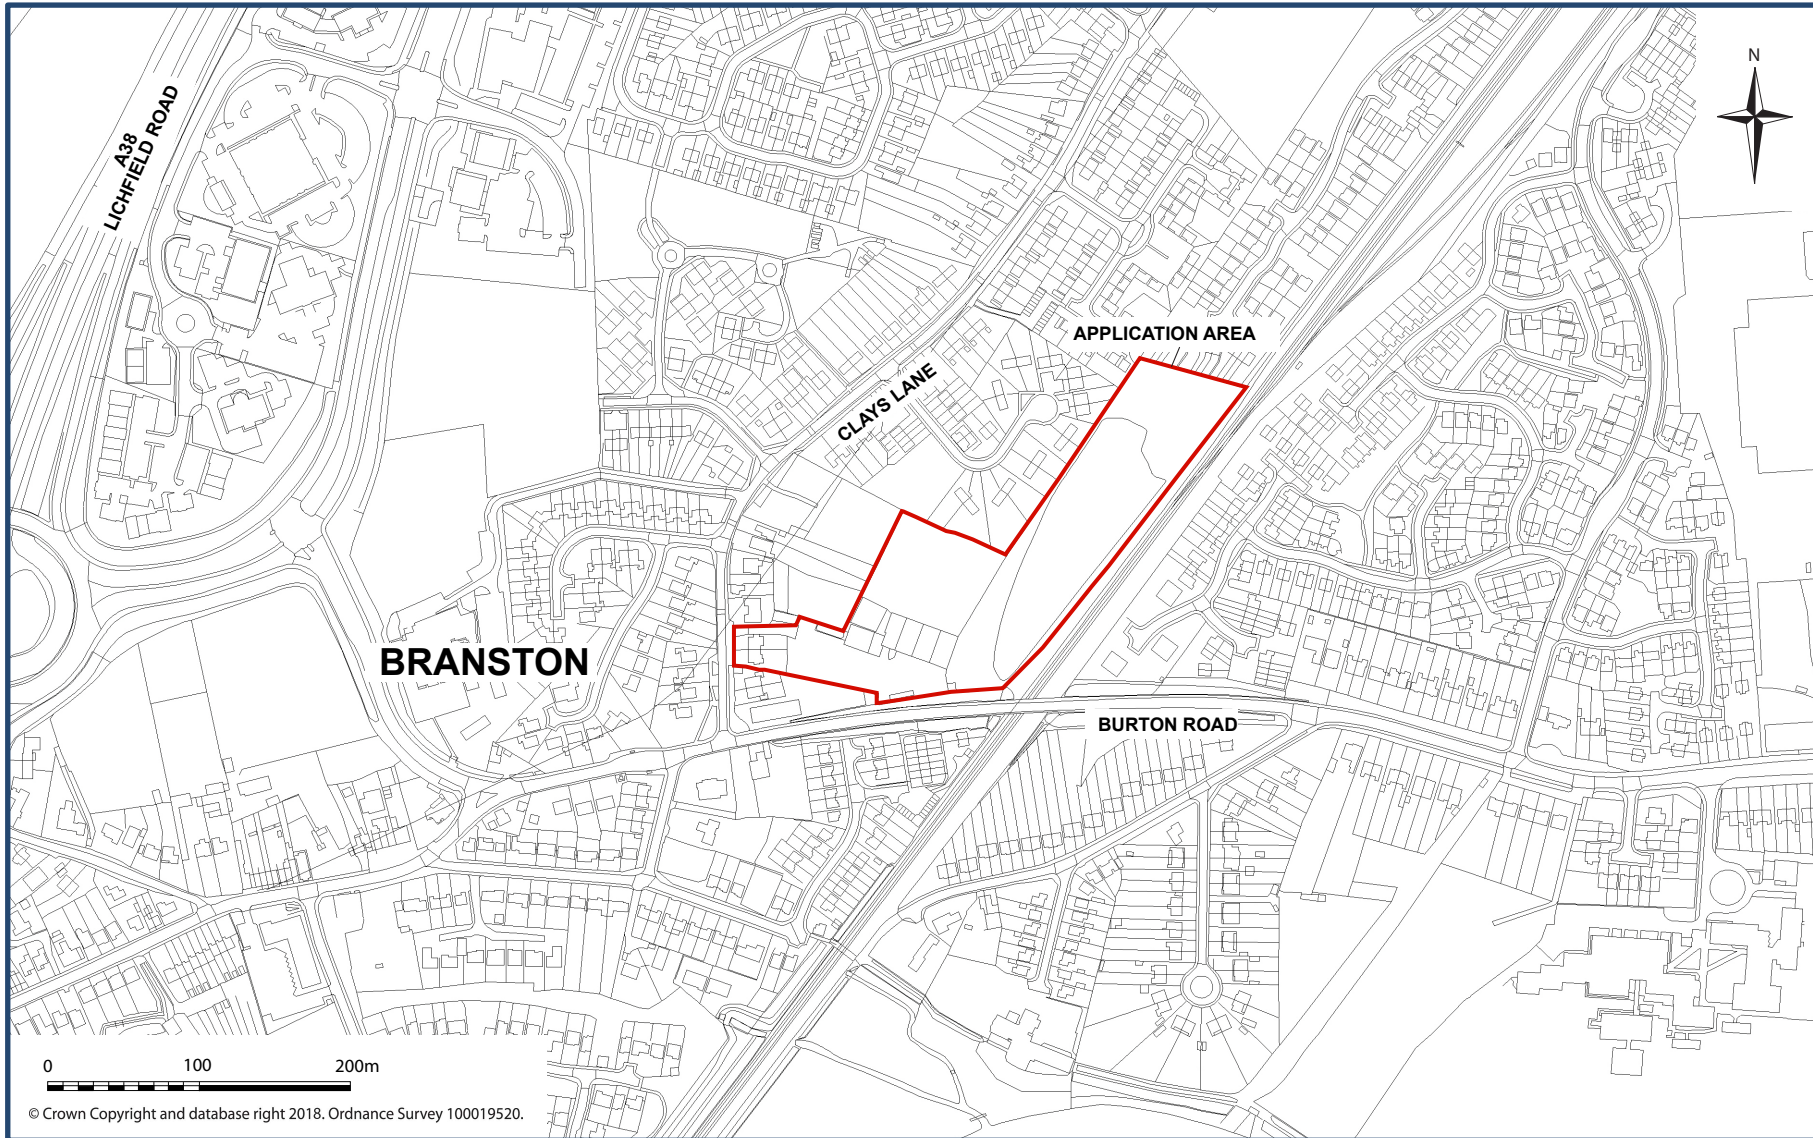 N
A38
LICHFIELD ROAD
APPLICATION AREA
CLAYS LANE
BRANSTON
BURTON ROAD
0 100 200m
© Crown Copyright and database right 2018. Ordnance Survey 100019520.